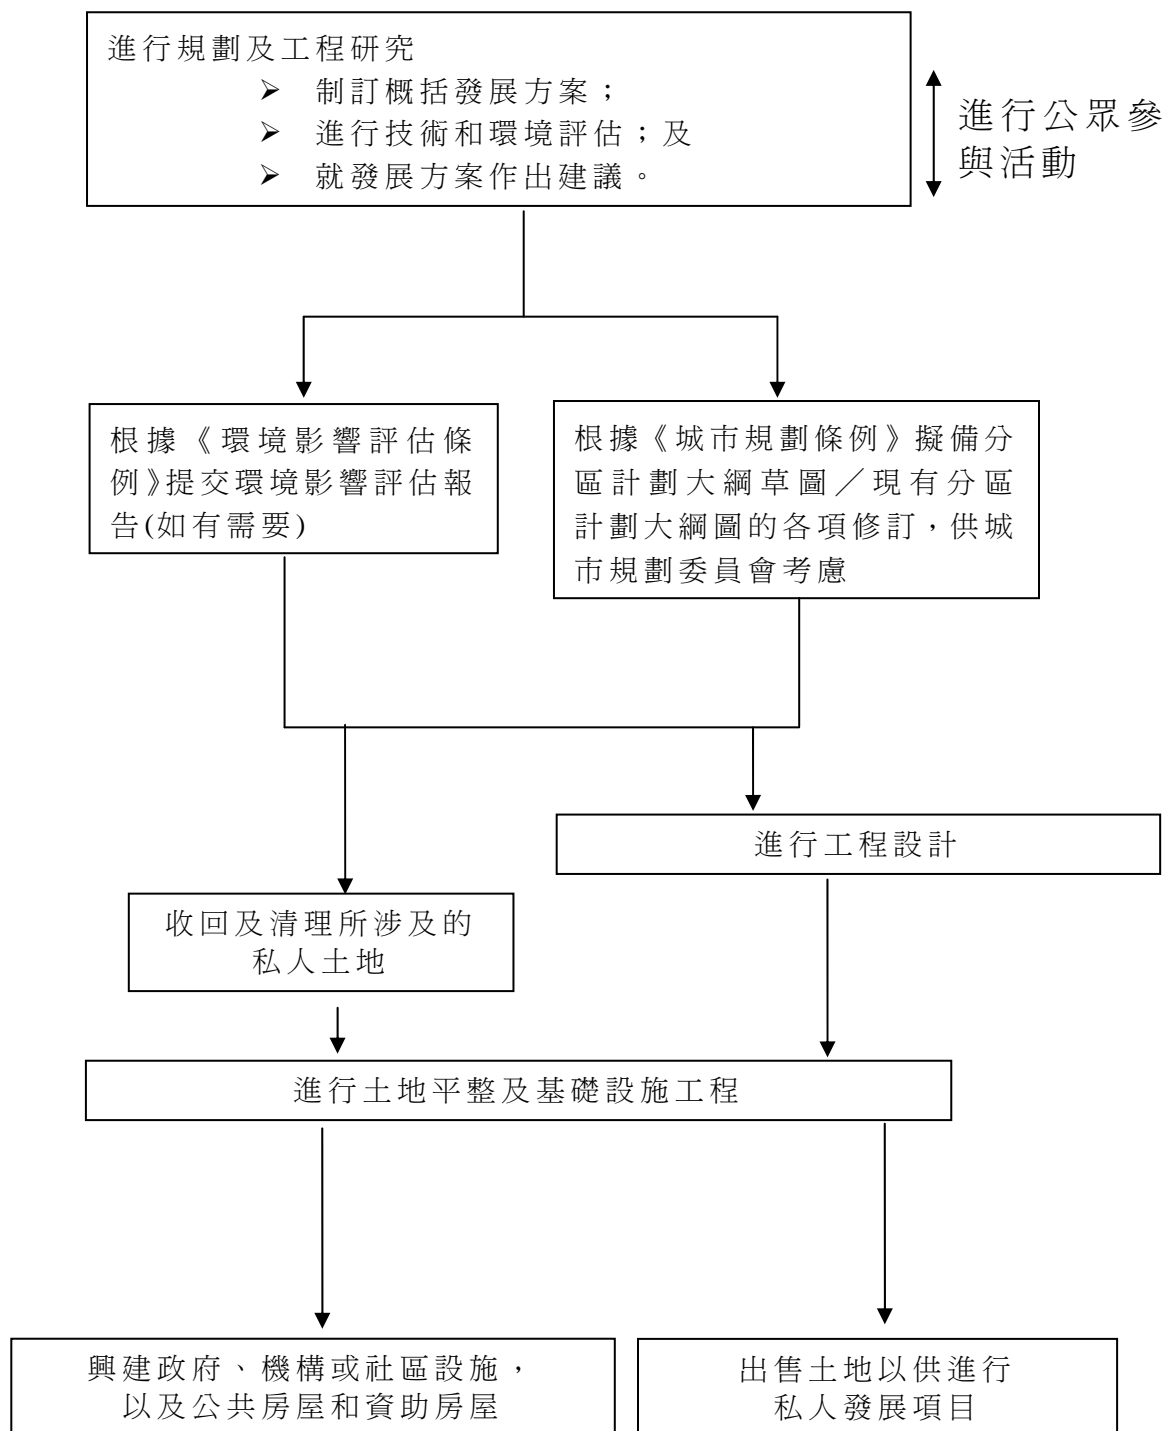 進行規劃及工程研究
➢ 制訂概括發展方案；
➢ 進行技術和環境評估；及
➢ 就發展方案作出建議。
進行公眾參
與活動
根據《環境影響評估條
例》提交環境影響評估報
告(如有需要)
根據《城市規劃條例》擬備分
區計劃大綱草圖／現有分區
計劃大綱圖的各項修訂，供城
市規劃委員會考慮
進行工程設計
收回及清理所涉及的
私人土地
進行土地平整及基礎設施工程
興建政府、機構或社區設施，
以及公共房屋和資助房屋
出售土地以供進行
私人發展項目